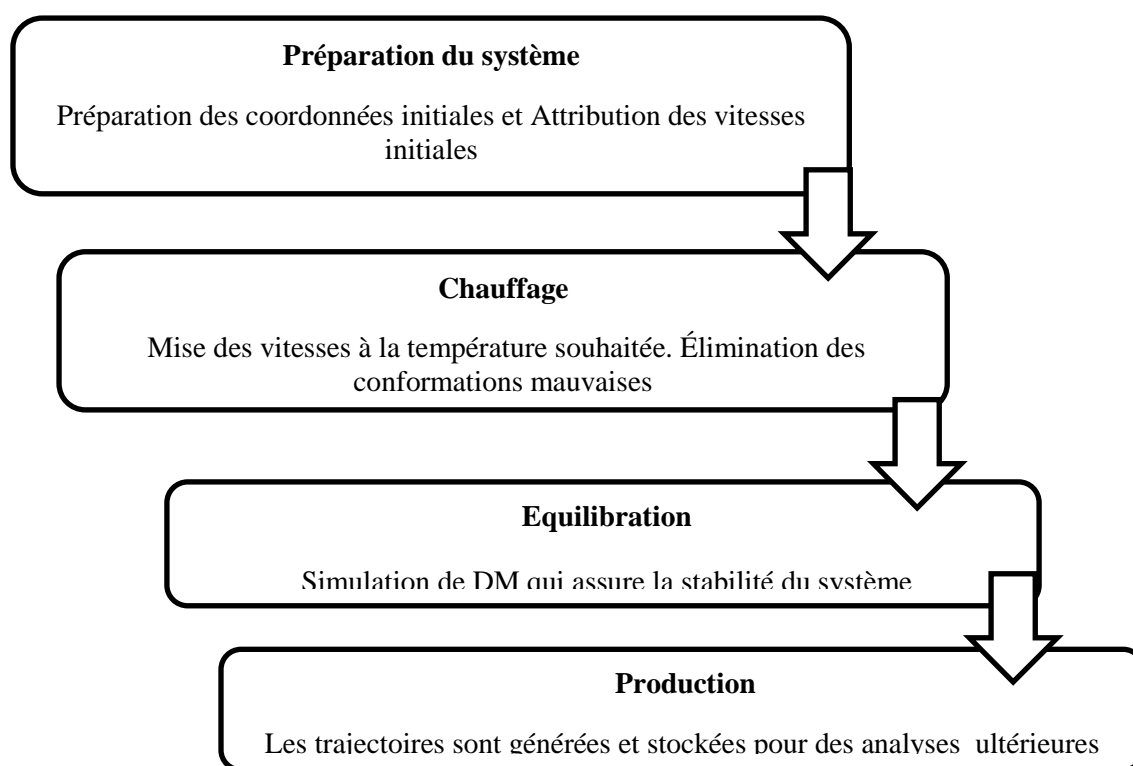 Préparation du système
Préparation des coordonnées initiales et Attribution des vitesses
initiales
Chauffage
Mise des vitesses à la température souhaitée. Élimination des
conformations mauvaises
Equilibration
Simulation de DM qui assure la stabilité du système
Production
Les trajectoires sont générées et stockées pour des analyses ultérieures